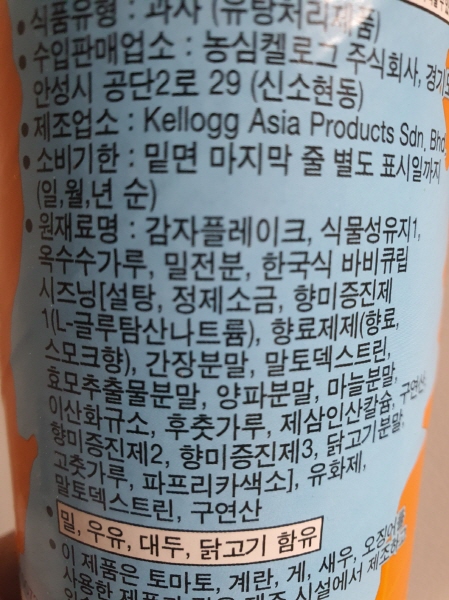 • 식품유형 : 과자 (유탕처리제품)
• 수입판매업소 : 농심켈로그 주식회사, 경기도
안성시 공단2로 29 (신소현동)
• 제조업소 : Kellogg Asia Products Sdn. Bhd
• 소비기한 : 밑면 마지막 줄 별도 표시일까지
(일,월,년 순)
• 원재료명 : 감자플레이크, 식물성유지1,
옥수수가루, 밀전분, 한국식 바비큐립
시즈닝[설탕, 정제소금, 향미증진제
1(L-글루탐산나트륨), 향료제제(향료,
스모크향), 간장분말, 말토덱스트린,
효모추출물분말, 양파분말, 마늘분말, 구연산,
이산화규소, 후춧가루, 제삼인산칼슘,
향미증진제2, 향미증진제3, 닭고기분말,
고춧가루, 파프리카색소], 유화제,
말토덱스트린, 구연산
• 밀, 우유, 대두, 닭고기 함유
• 이 제품은 토마토, 계란, 게, 새우, 오징어를
사용한 제품과 같은 제조 시설에서 제조